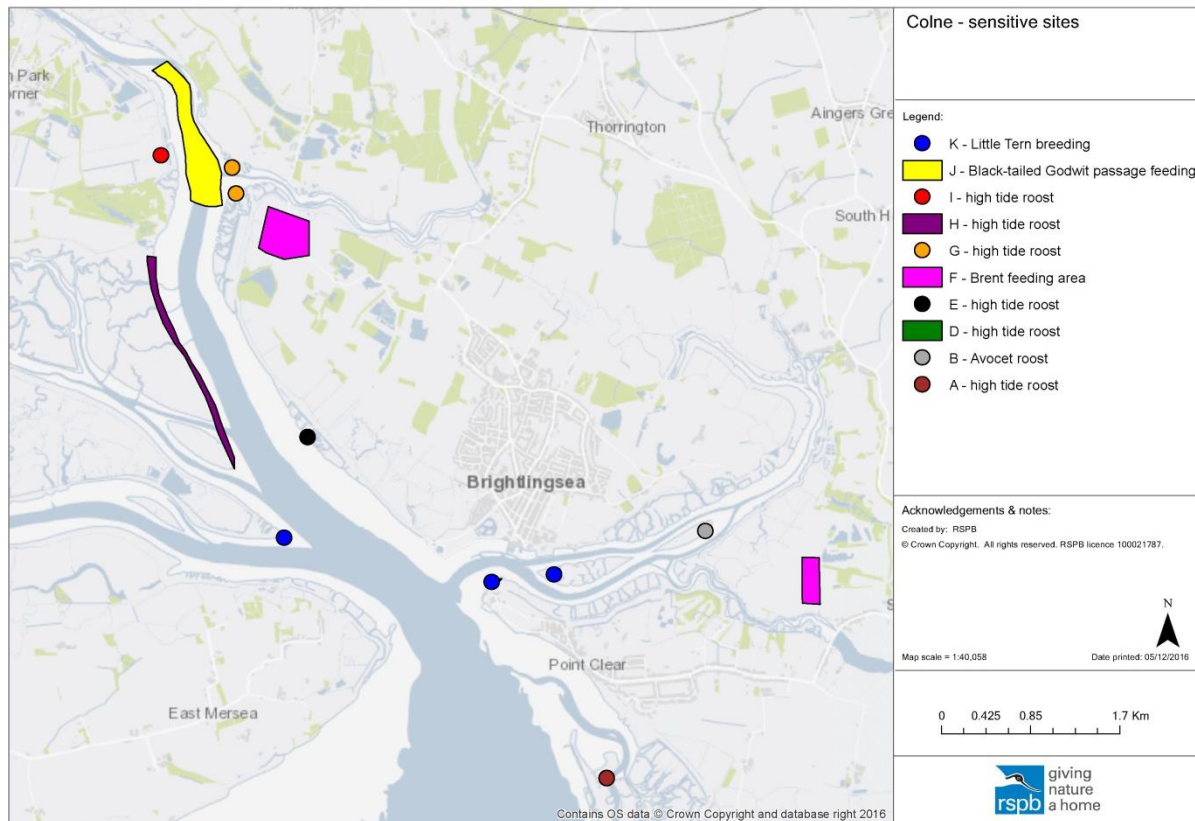 n Park
orner
Thorrington
Aingers Gre
South H
Brightlingsea
Point Clear
East Mersea
S
Contains OS data © Crown Copyright and database right 2016
Colne - sensitive sites
Legend:
K - Little Tern breeding
J - Black-tailed Godwit passage feeding
I - high tide roost
H - high tide roost
G - high tide roost
F - Brent feeding area
E - high tide roost
D - high tide roost
B - Avocet roost
A - high tide roost
Acknowledgements & notes:
Created by: RSPB
© Crown Copyright. All rights reserved. RSPB licence 100021787.
N
Map scale = 1:40,058
Date printed: 05/12/2016
0 0.425 0.85 1.7 Km
rspb
giving
nature
a home